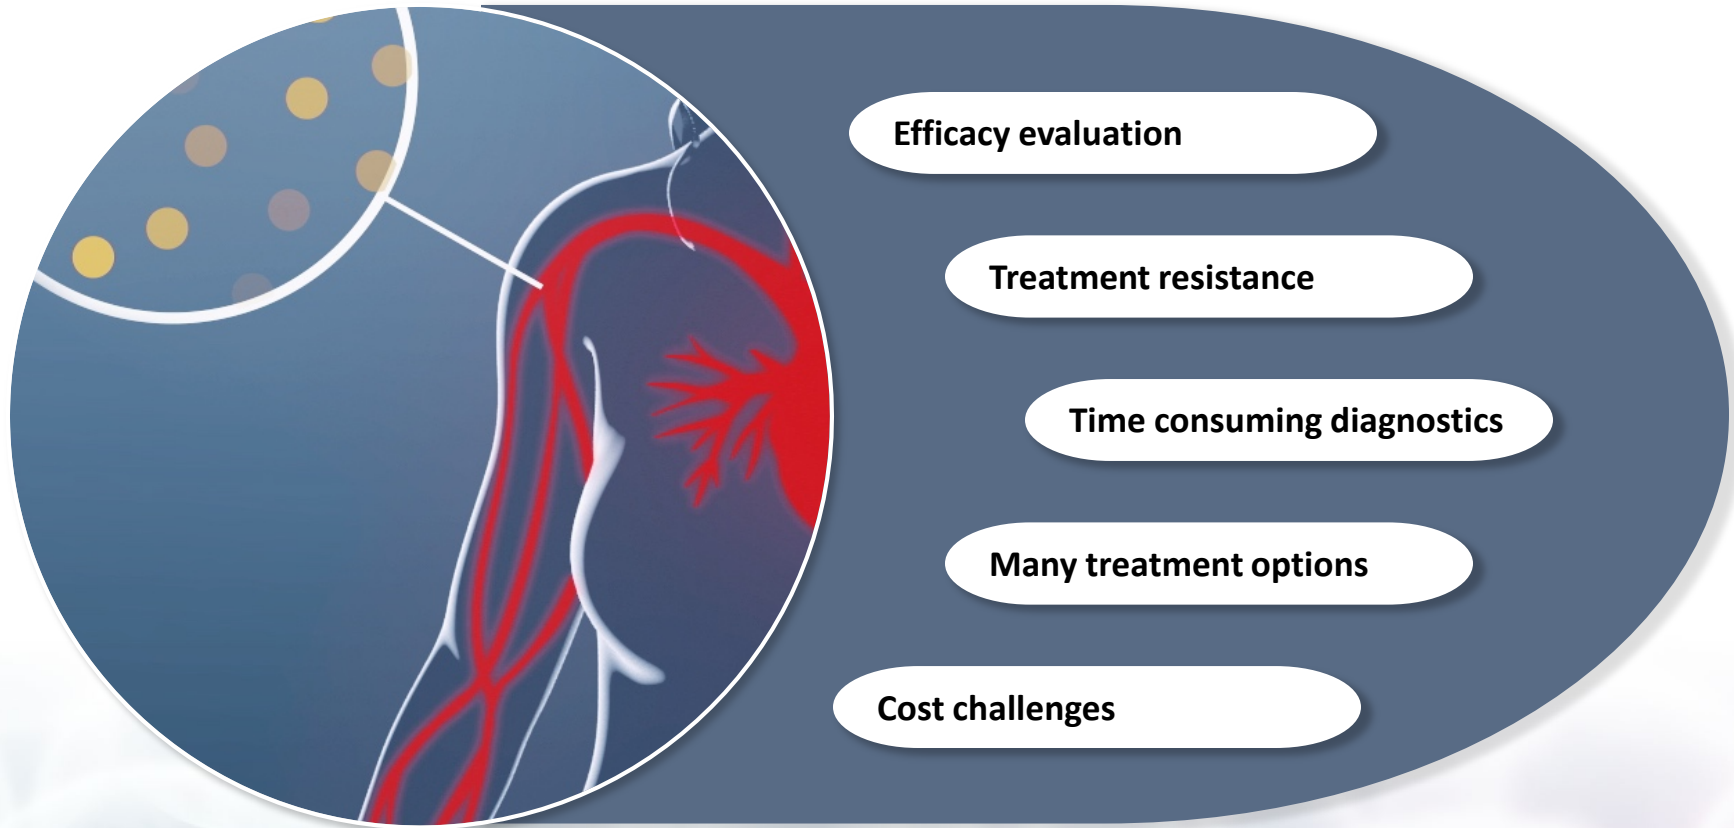 Efficacy evaluation
Treatment resistance
Time consuming diagnostics
Many treatment options
Cost challenges